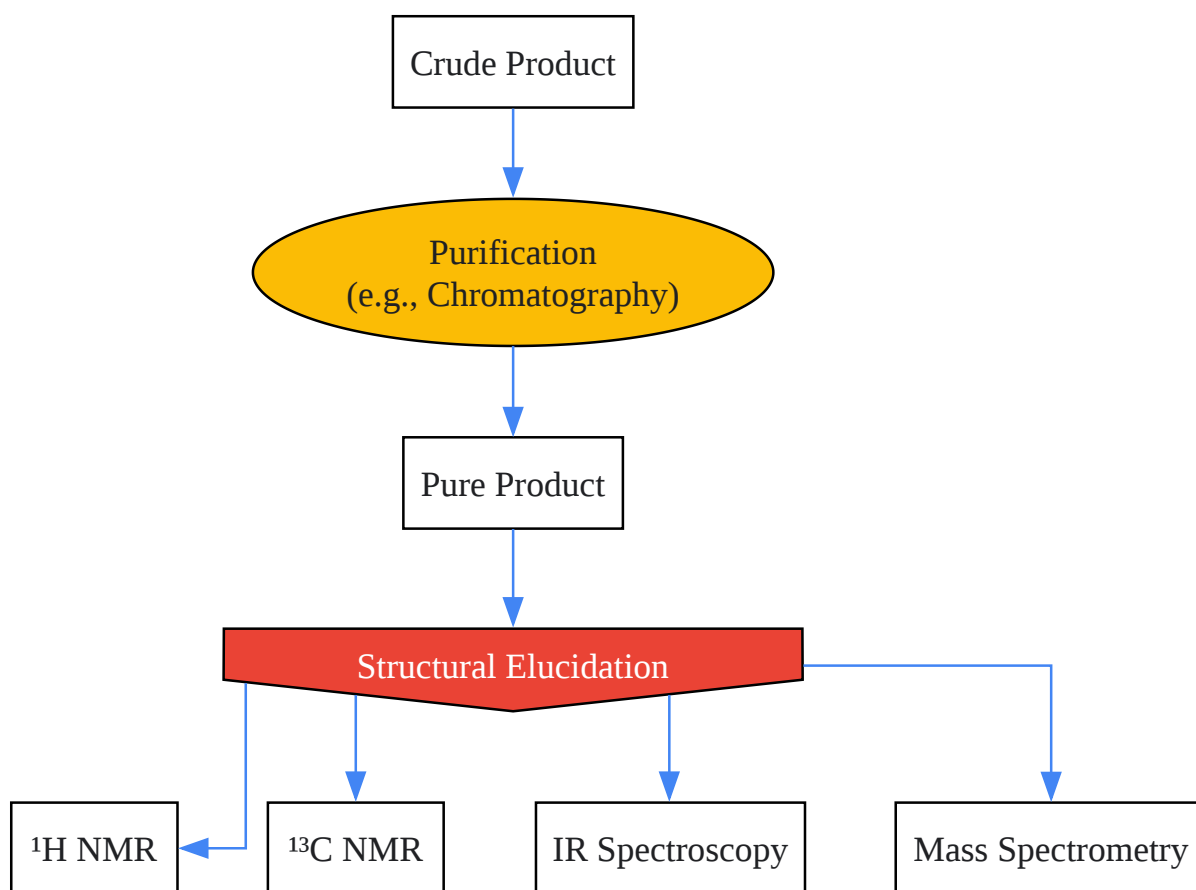 Crude Product
Purification
(e.g., Chromatography)
Pure Product
Structural Elucidation
¹H NMR
¹³C NMR
IR Spectroscopy
Mass Spectrometry